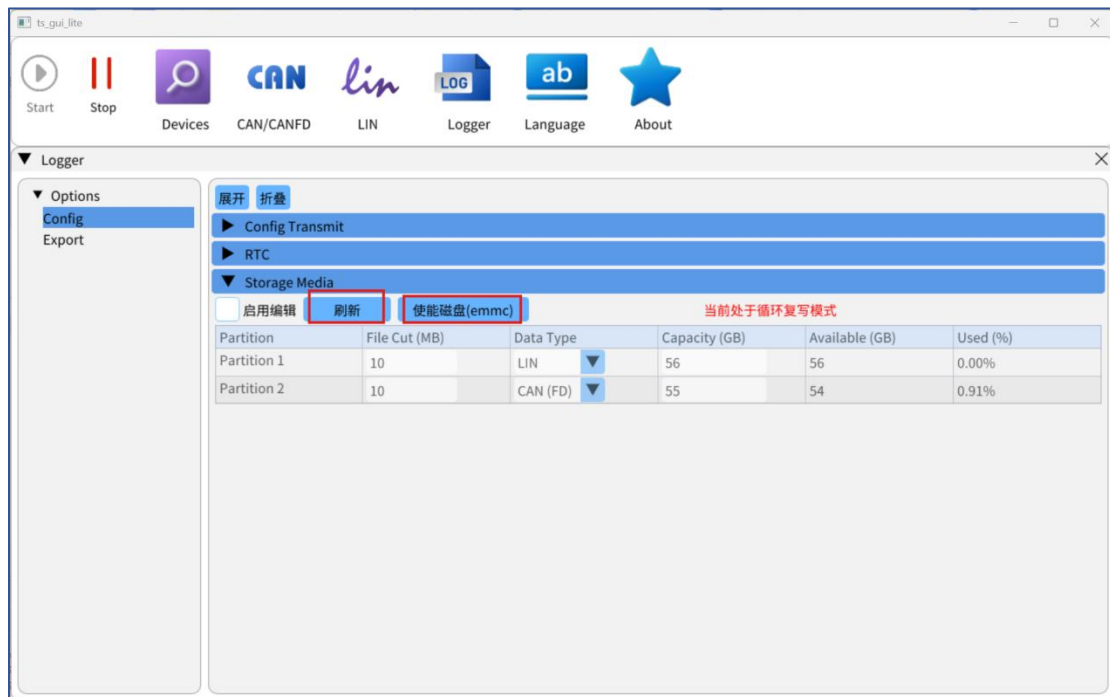 ts_gui_lite
CAN lin LOG ab
Start Stop Devices CAN/CANFD LIN Logger Language About
Logger
Options
Config
Export
展开 折叠
Config Transmit
RTC
Storage Media
启用编辑 刷新 使能磁盘(emmc) 当前处于循环复写模式
Partition File Cut (MB) Data Type Capacity (GB) Available (GB) Used (%)
Partition 1 10 LIN 56 56 0.00%
Partition 2 10 CAN (FD) 55 54 0.91%